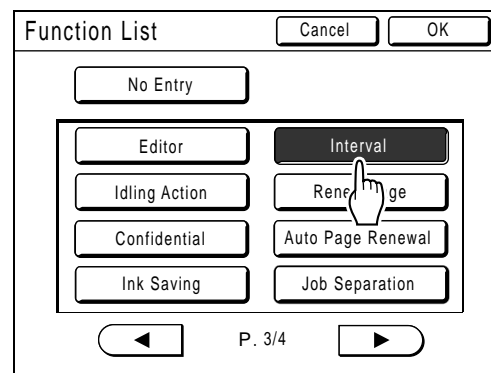 Function List Cancel OK
No Entry
Editor Interval
Idling Action
Confidential Auto Page Renewal
Ink Saving Job Separation
P. 3/4